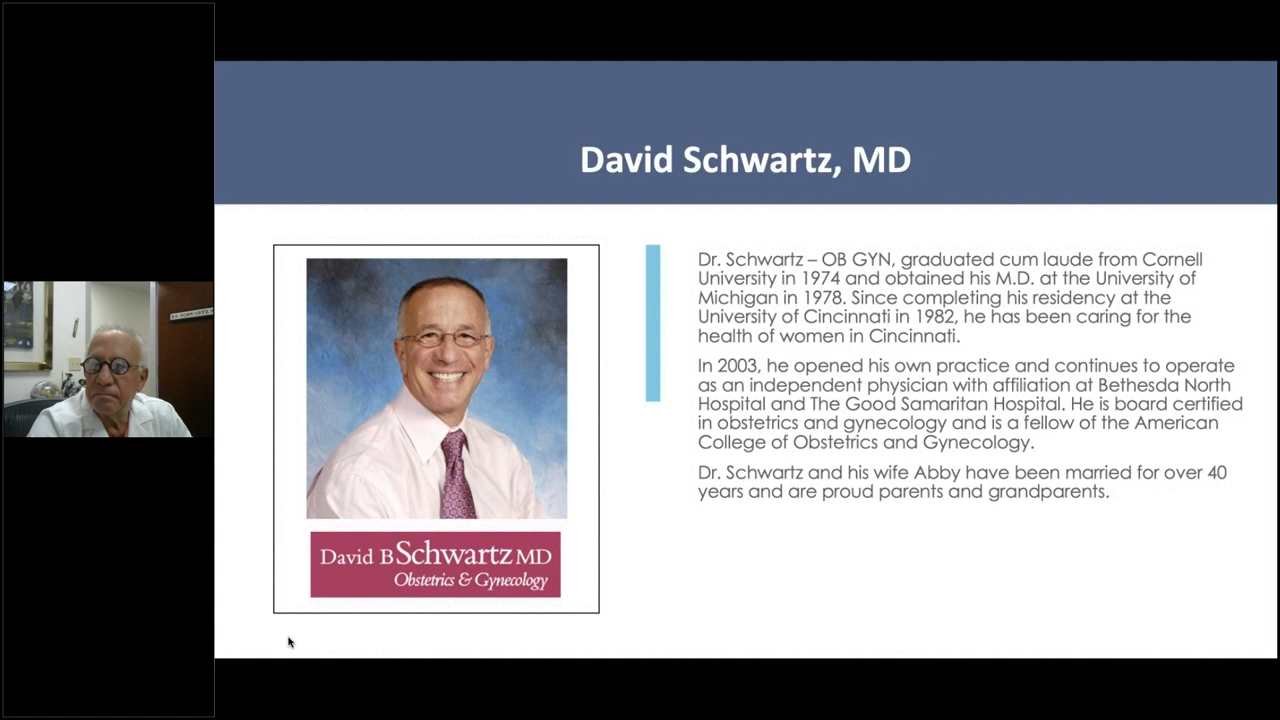 David Schwartz, MD
Dr. Schwartz – OB GYN, graduated cum laude from Cornell
University in 1974 and obtained his M.D. at the University of
Michigan in 1978. Since completing his residency at the
University of Cincinnati in 1982, he has been caring for the
health of women in Cincinnati.
In 2003, he opened his own practice and continues to operate
as an independent physician with affiliation at Bethesda North
Hospital and The Good Samaritan Hospital. He is board certified
in obstetrics and gynecology and is a fellow of the American
College of Obstetrics and Gynecology.
Dr. Schwartz and his wife Abby have been married for over 40
years and are proud parents and grandparents.
David B Schwartz MD
Obstetrics & Gynecology